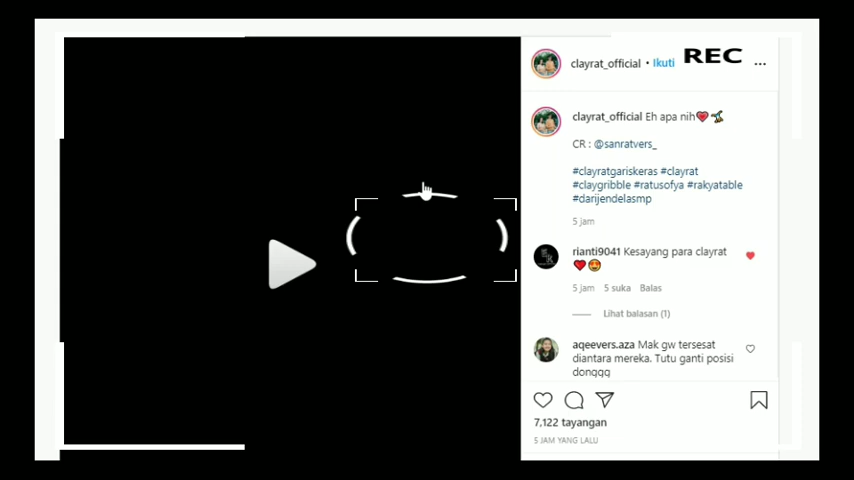 clayrat_official • Ikuti
REC
clayrat_official Eh apa nih
CR : @sanratvers_
#clayratgariskeras #clayrat
#claygribble #ratusofya #rakyatable
#darijendelasmp
5 jam
rianti9041 Kesayang para clayrat
5 jam 5 suka Balas
Lihat balasan (1)
aqeevers.aza Mak gw tersesat
diantara mereka. Tutu ganti posisi
dongqq
7,122 tayangan
5 JAM YANG LALU